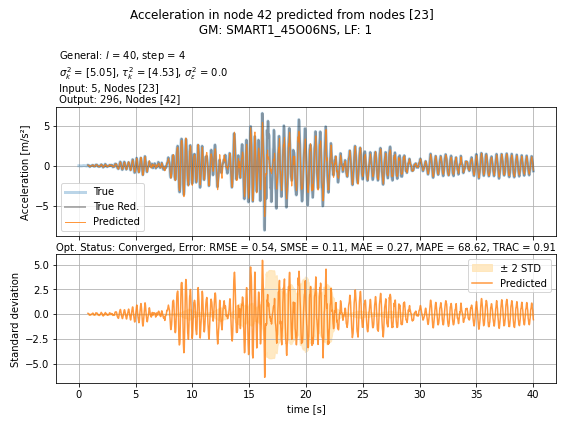 Acceleration in node 42 predicted from nodes [23]
GM: SMART1_45O06NS, LF: 1
General: l = 40, step = 4
σ²ₖ = [5.05], τ²ₖ = [4.53], σ²ₑ = 0.0
Input: 5, Nodes [23]
Output: 296, Nodes [42]
Acceleration [m/s²]
5
0
−5
True
True Red.
Predicted
Opt. Status: Converged, Error: RMSE = 0.54, SMSE = 0.11, MAE = 0.27, MAPE = 68.62, TRAC = 0.91
Standard deviation
5.0
2.5
0.0
−2.5
−5.0
± 2 STD
Predicted
0 5 10 15 20 25 30 35 40
time [s]